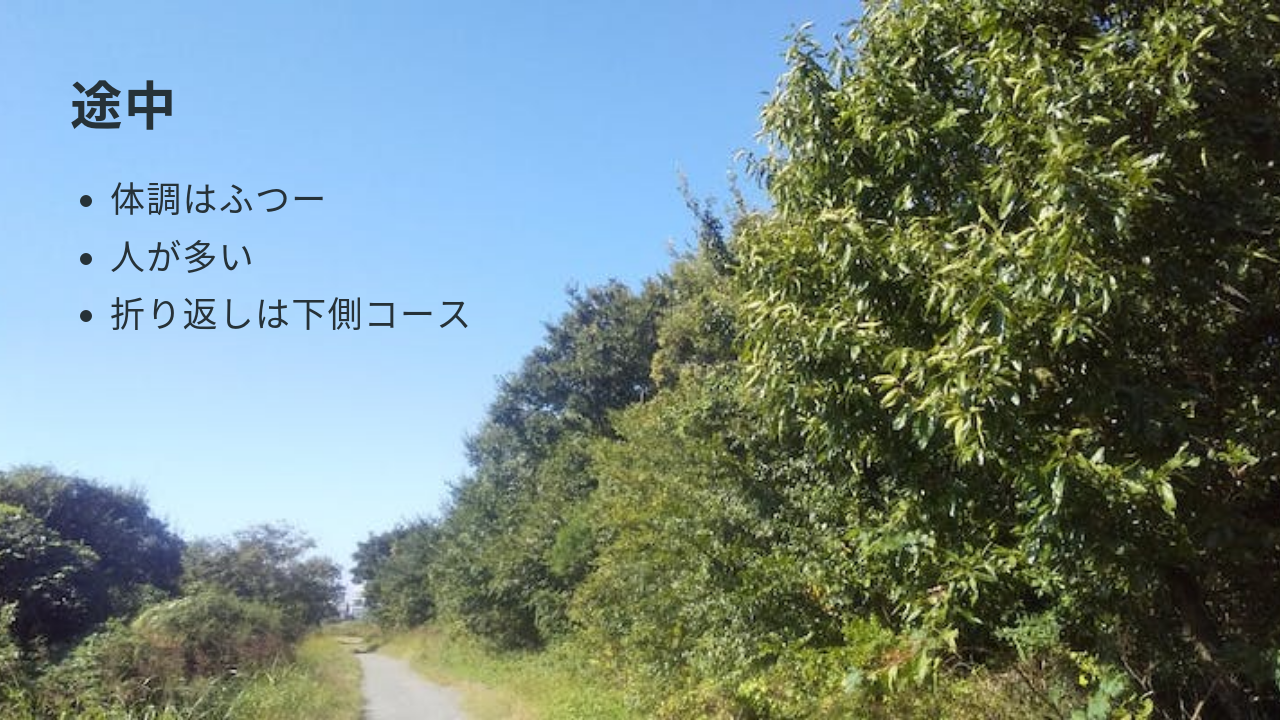 途中
体調はふつー
人が多い
折り返しは下側コース